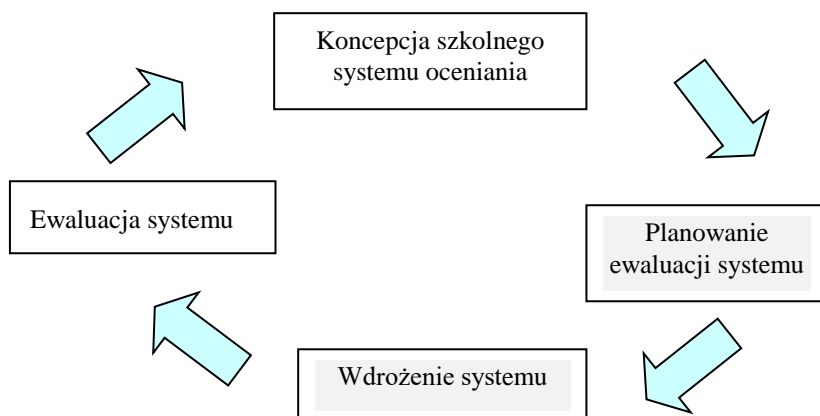 Koncepcja szkolnego
systemu oceniania
Planowanie
ewaluacji systemu
Wdrożenie systemu
Ewaluacja systemu